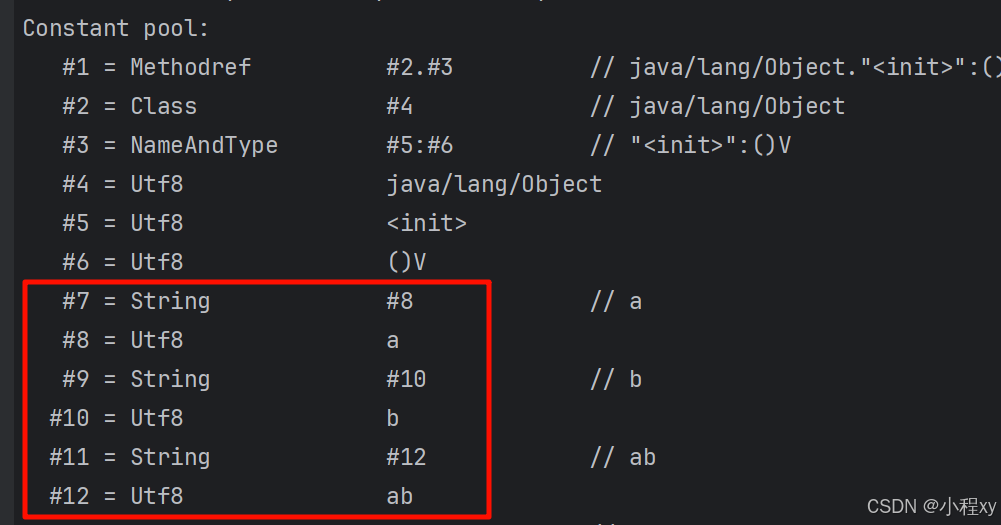 Constant pool:
#1 = Methodref #2.#3 // java/lang/Object."<init>":()
#2 = Class #4 // java/lang/Object
#3 = NameAndType #5:#6 // "<init>":()V
#4 = Utf8 java/lang/Object
#5 = Utf8 <init>
#6 = Utf8 ()V
#7 = String #8 // a
#8 = Utf8 a
#9 = String #10 // b
#10 = Utf8 b
#11 = String #12 // ab
#12 = Utf8 ab
CSDN @小程xy